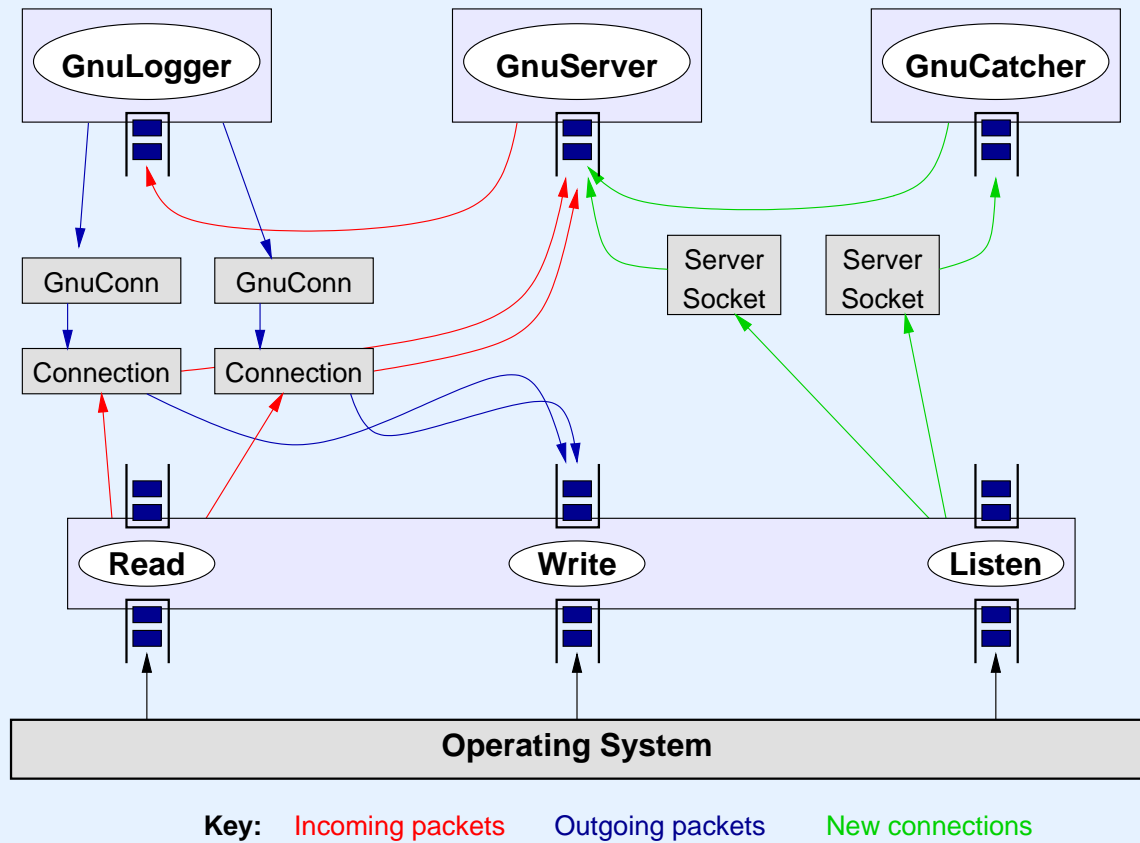 GnuLogger
GnuServer
GnuCatcher
GnuConn
GnuConn
Server
Socket
Server
Socket
Connection
Connection
Read
Write
Listen
Operating System
Key: Incoming packets Outgoing packets New connections